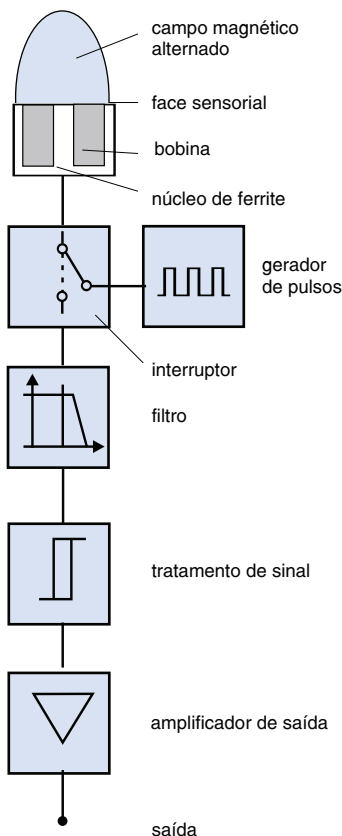 campo magnético
alternado
face sensorial
bobina
núcleo de ferrite
gerador
de pulsos
interruptor
filtro
tratamento de sinal
amplificador de saída
saída